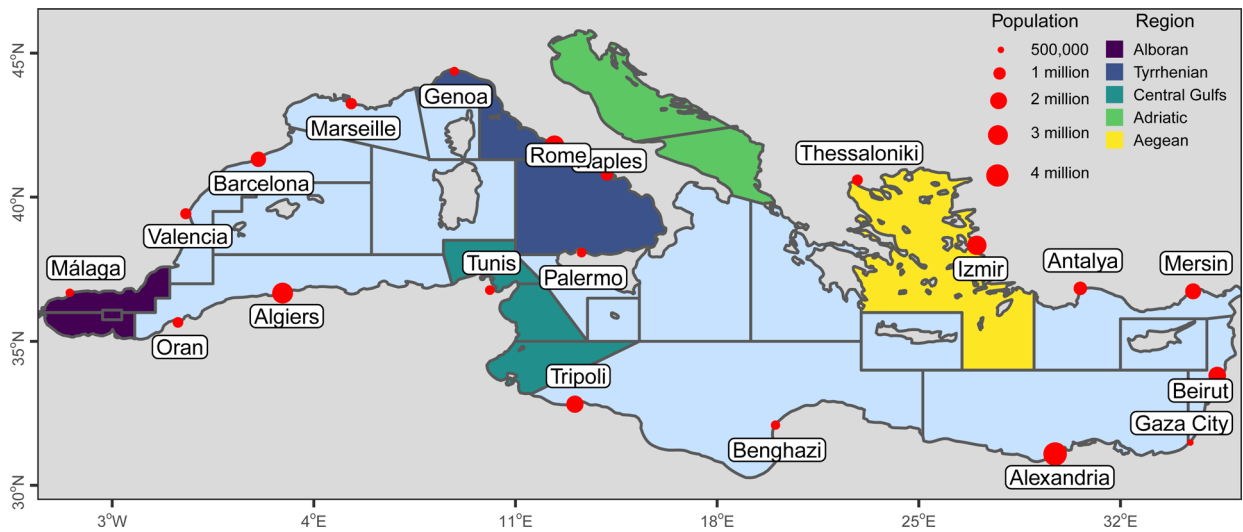 Population Region
500,000 Alboran
1 million Tyrrhenian
2 million Central Gulfs
3 million Adriatic
4 million Aegean
45°N
40°N
35°N
30°N
Genoa
Marseille
Rome
Naples
Thessaloniki
Barcelona
Valencia
Málaga
Tunis
Palermo
Izmir
Antalya
Mersin
Algiers
Oran
Tripoli
Beirut
Gaza City
Benghazi
Alexandria
3°W 4°E 11°E 18°E 25°E 32°E